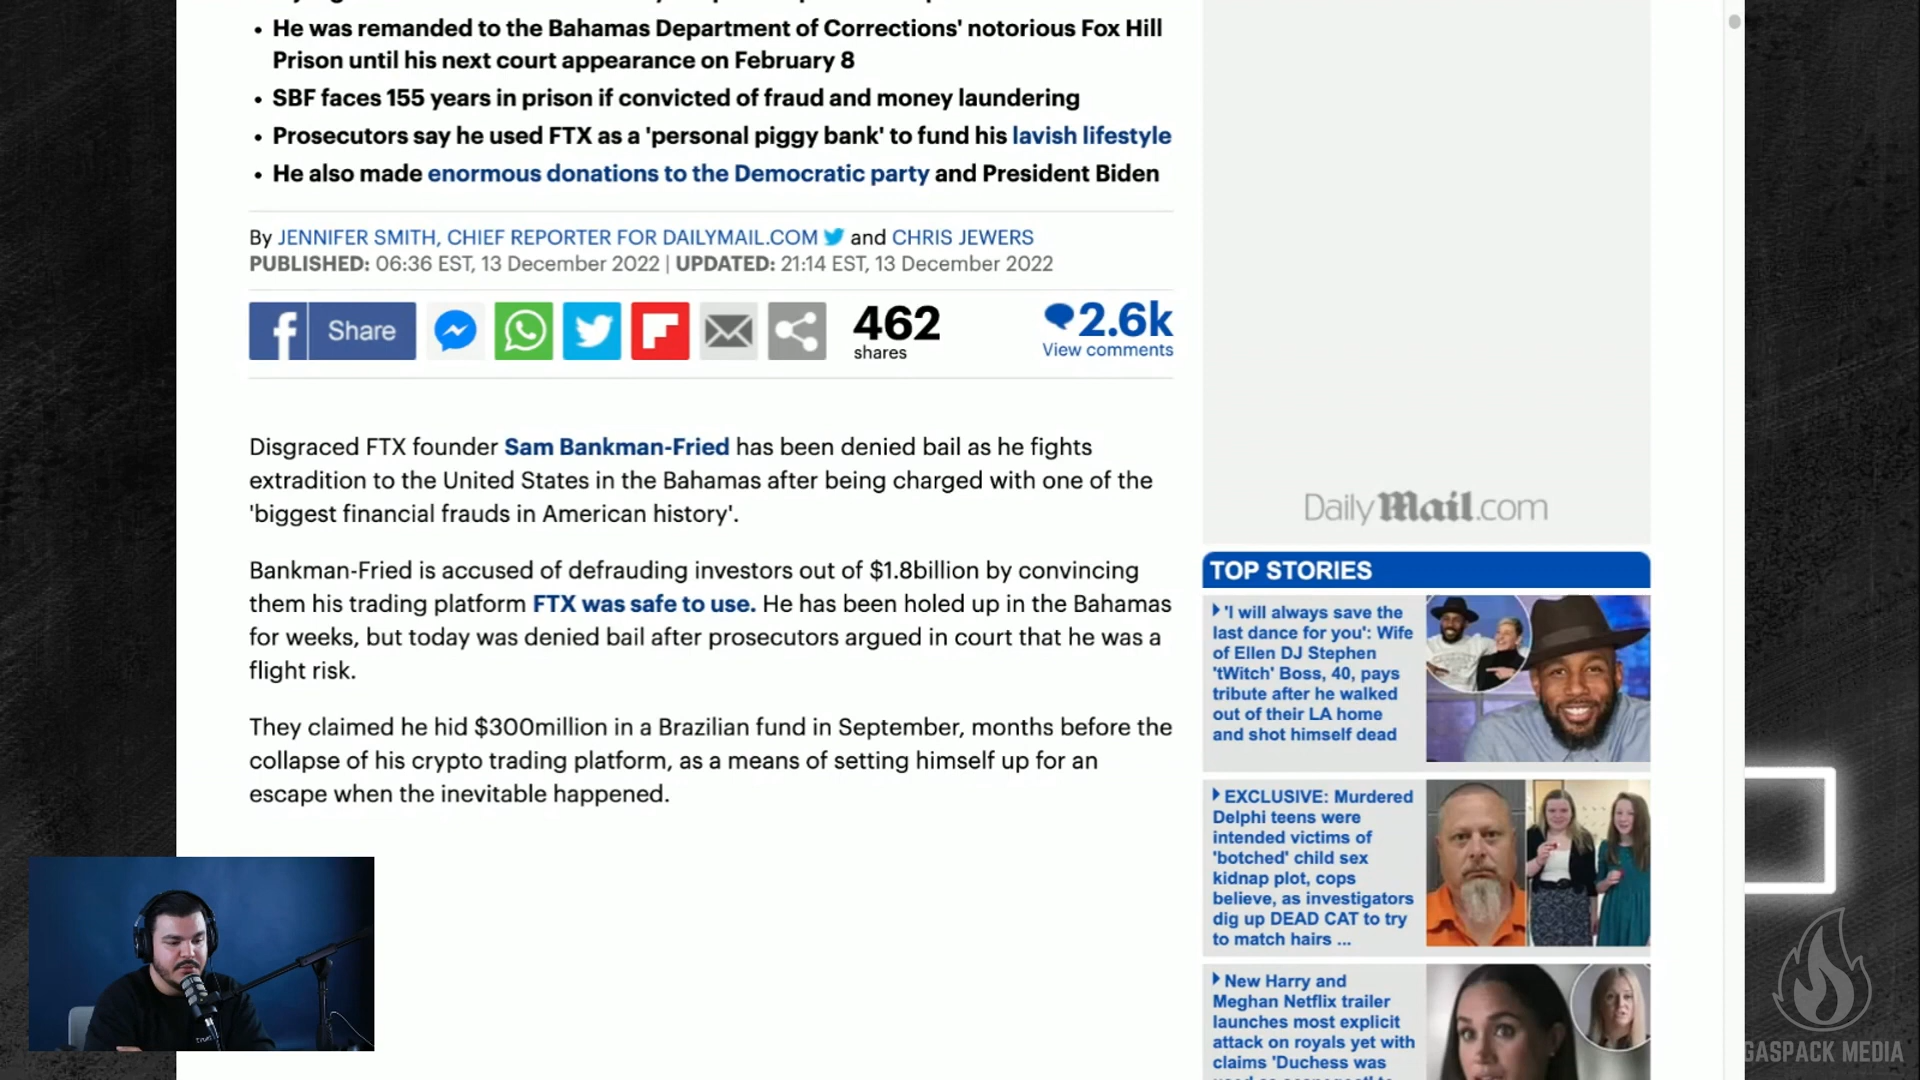 • He was remanded to the Bahamas Department of Corrections' notorious Fox Hill
Prison until his next court appearance on February 8
• SBF faces 155 years in prison if convicted of fraud and money laundering
• Prosecutors say he used FTX as a 'personal piggy bank' to fund his lavish lifestyle
• He also made enormous donations to the Democratic party and President Biden
By JENNIFER SMITH, CHIEF REPORTER FOR DAILYMAIL.COM and CHRIS JEWERS
PUBLISHED: 06:36 EST, 13 December 2022 | UPDATED: 21:14 EST, 13 December 2022
f Share
462
shares
2.6k
View comments
Disgraced FTX founder Sam Bankman-Fried has been denied bail as he fights
extradition to the United States in the Bahamas after being charged with one of the
'biggest financial frauds in American history'.
Bankman-Fried is accused of defrauding investors out of $1.8billion by convincing
them his trading platform FTX was safe to use. He has been holed up in the Bahamas
for weeks, but today was denied bail after prosecutors argued in court that he was a
flight risk.
They claimed he hid $300million in a Brazilian fund in September, months before the
collapse of his crypto trading platform, as a means of setting himself up for an
escape when the inevitable happened.
DailyMail.com
TOP STORIES
'I will always save the
last dance for you': Wife
of Ellen DJ Stephen
'tWitch' Boss, 40, pays
tribute after he walked
out of their LA home
and shot himself dead
EXCLUSIVE: Murdered
Delphi teens were
intended victims of
'botched' child sex
kidnap plot, cops
believe, as investigators
dig up DEAD CAT to try
to match hairs ...
New Harry and
Meghan Netflix trailer
launches most explicit
attack on royals yet with
claims 'Duchess was
GASPACK MEDIA